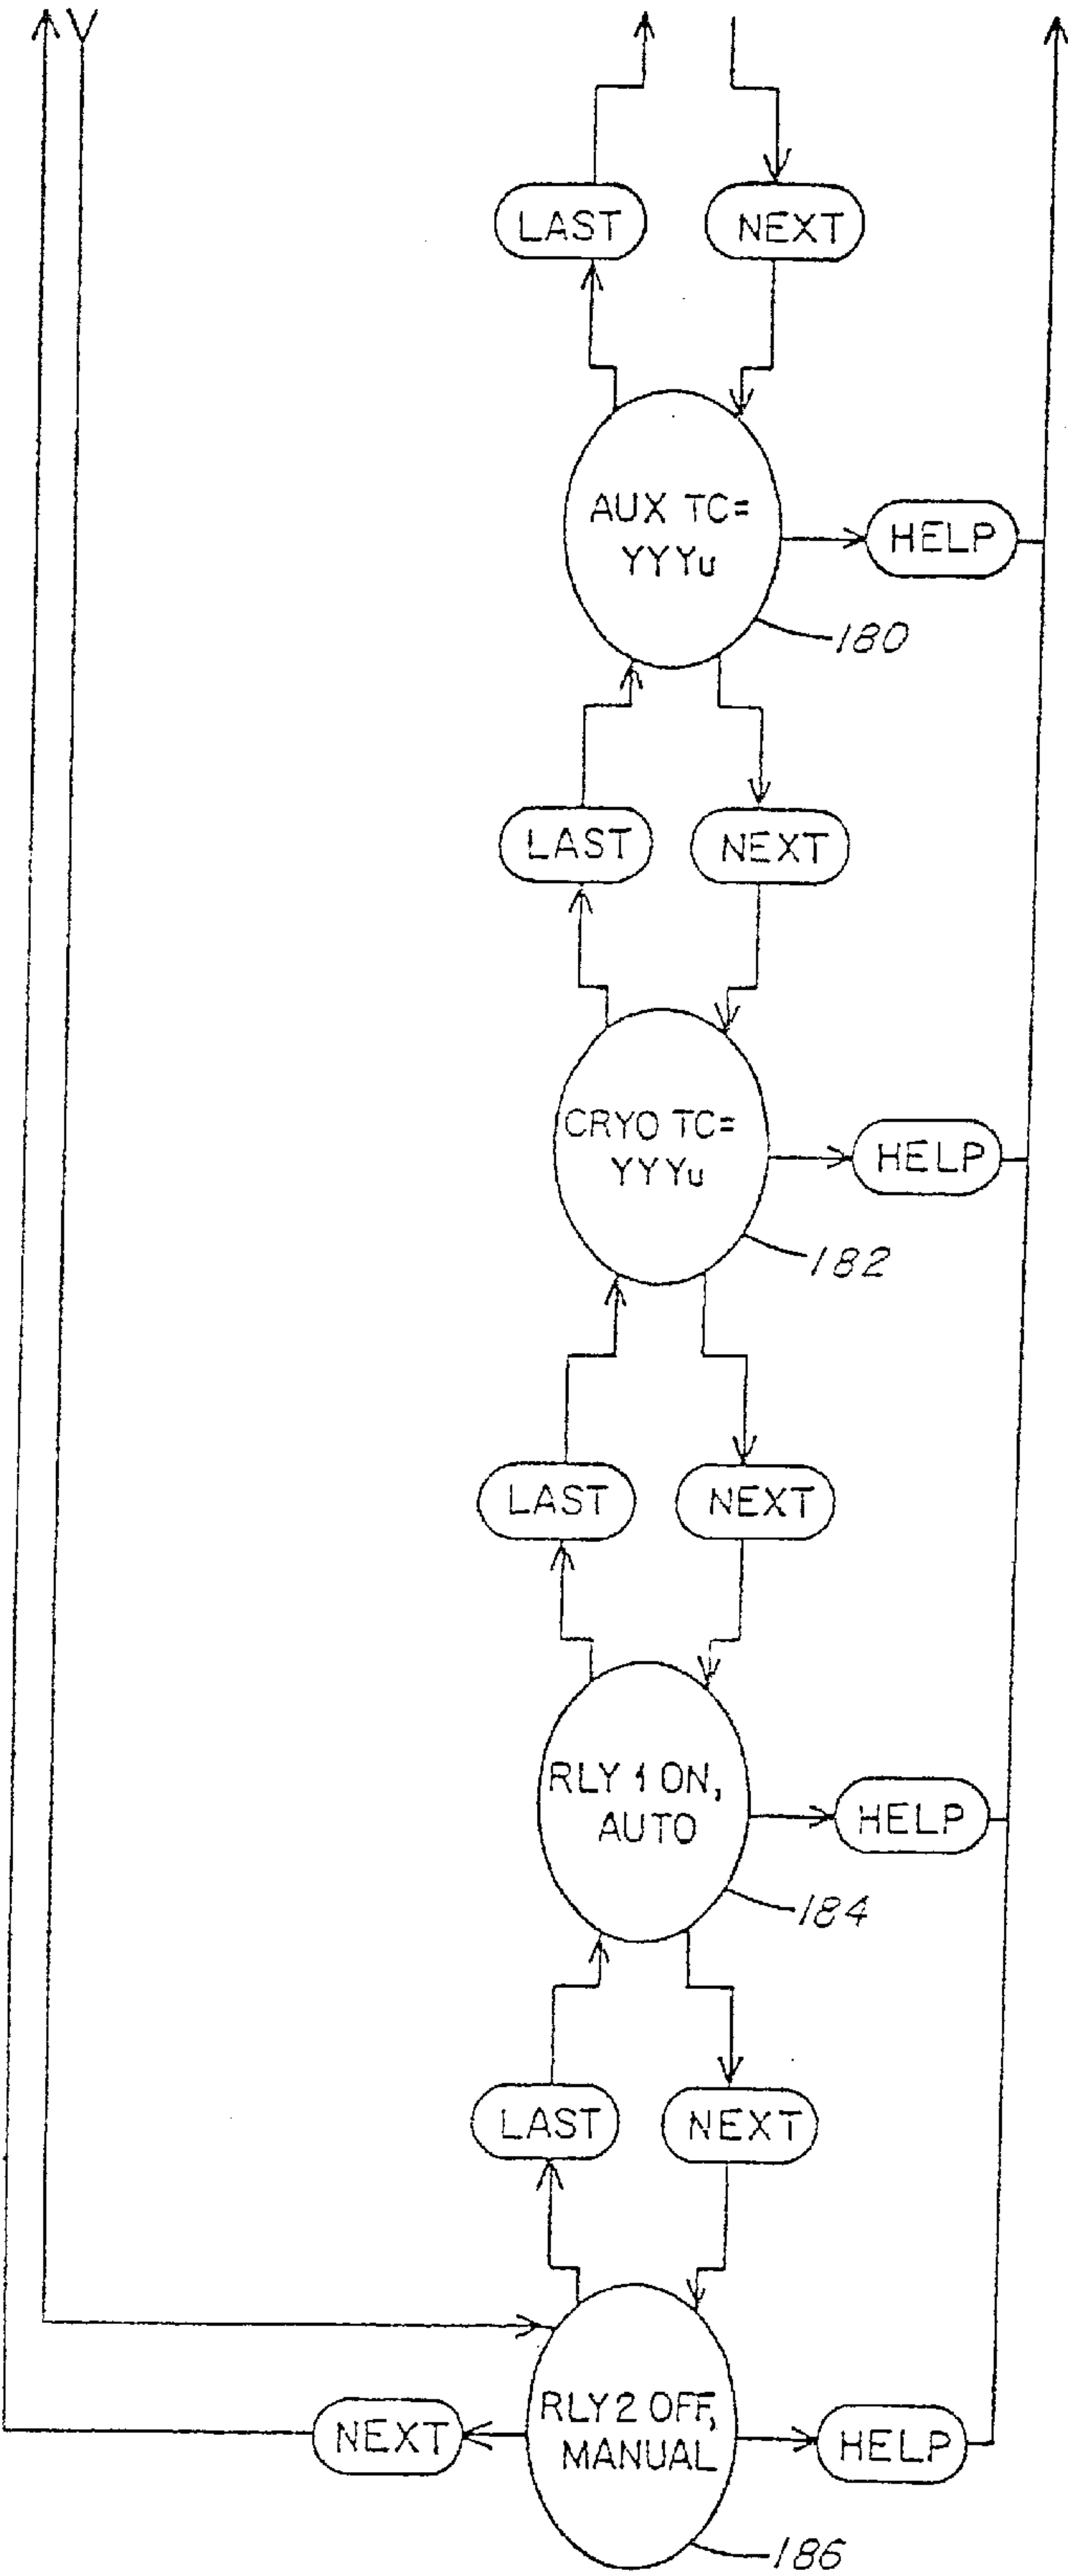 LAST
NEXT
AUX TC=
YYYu
HELP
180
LAST
NEXT
CRYO TC=
YYYu
HELP
182
LAST
NEXT
RLY 1 ON,
AUTO
HELP
184
LAST
NEXT
RLY 2 OFF,
MANUAL
NEXT
HELP
186